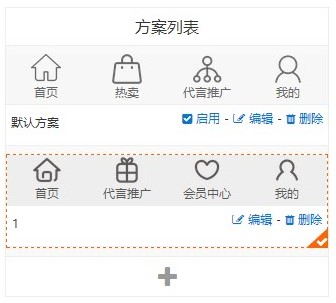 方案列表
首页 热卖 代言推广 我的
默认方案 启用 - 编辑 - 删除
首页 代言推广 会员中心 我的
1 编辑 - 删除